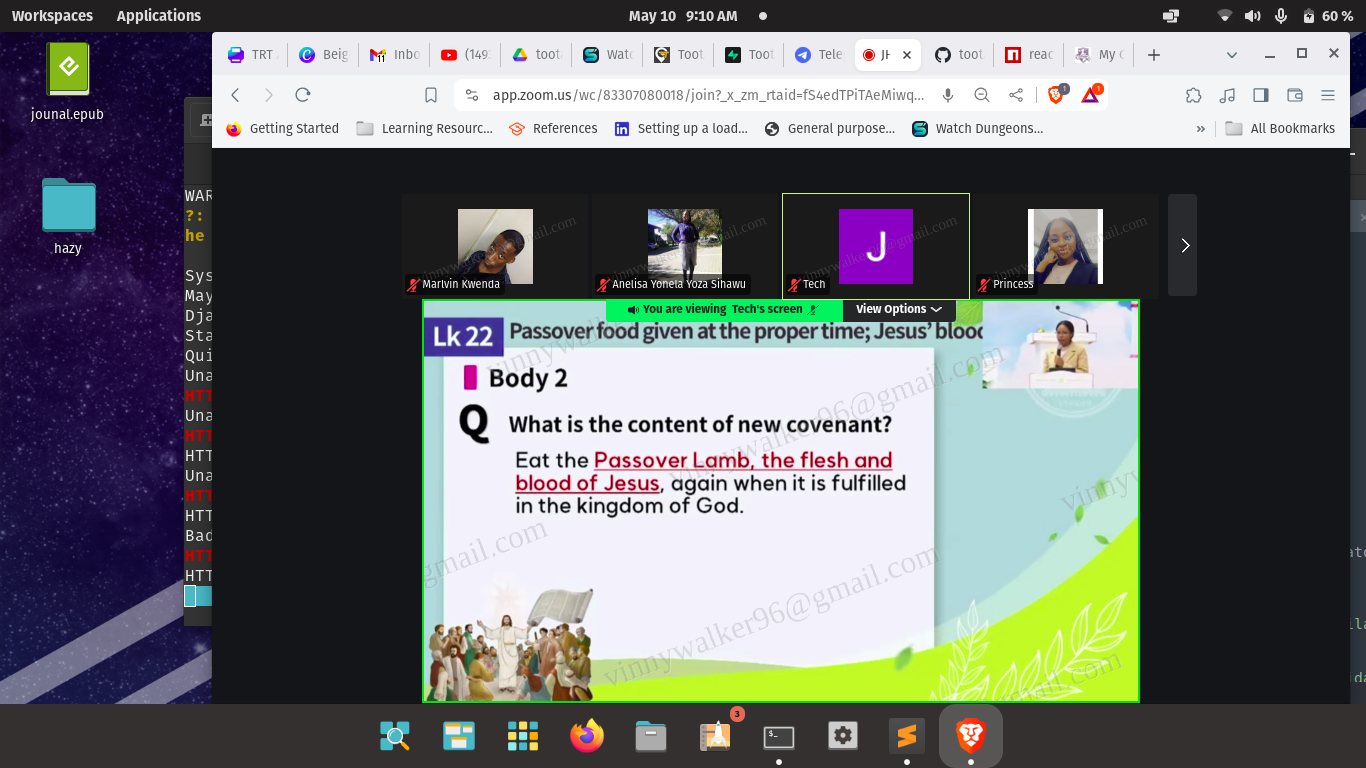 Workspaces Applications May 10 9:10 AM 60 %
jounal.epub
hazy
TRT Beig Inbo (149 toot Watc Toot Toot Tele JH toot reac My C
app.zoom.us/wc/83307080018/join?_x_zm_rtaid=fS4edTPiTAeMiwq...
1 1
Getting Started Learning Resourc... References Setting up a load... General purpose... Watch Dungeons... » All Bookmarks
WAR
?:
he
Sys
May
Dja
Sta
Qui
Una
HTT
Una
HTT
HTT
Una
HTT
HTT
Bad
HTT
HTT
J
Marlvin Kwenda Anelisa Yonela Yoza Sihawu Tech Princess
You are viewing Tech's screen View Options
Lk 22 Passover food given at the proper time; Jesus' blood
Body 2
Q What is the content of new covenant?
Eat the Passover Lamb, the flesh and
blood of Jesus, again when it is fulfilled
in the kingdom of God.
vinnywalker96@gmail.com
3